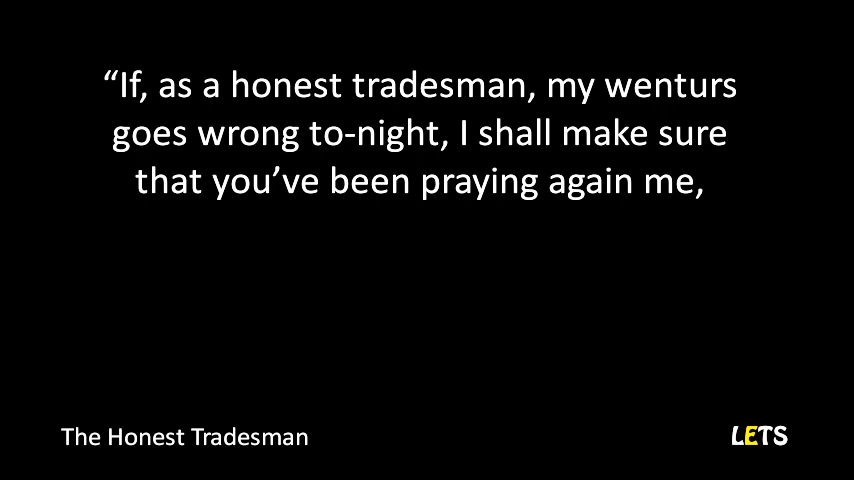 “If, as a honest tradesman, my wenturs
goes wrong to-night, I shall make sure
that you’ve been praying again me,
The Honest Tradesman
LETS